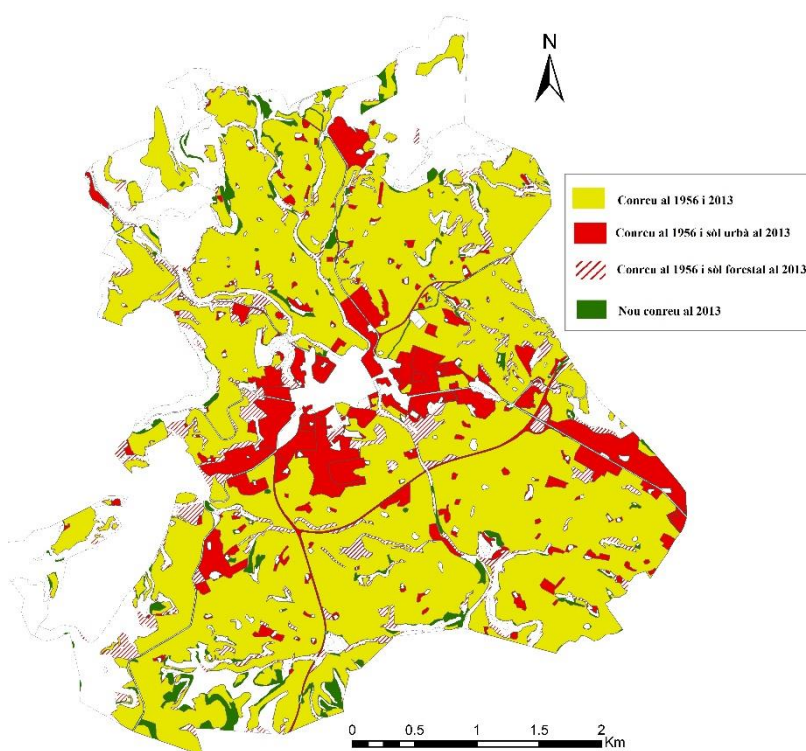 N
Conreu al 1956 i 2013
Conreu al 1956 i sòl urbà al 2013
Conreu al 1956 i sòl forestal al 2013
Nou conreu al 2013
0 0.5 1 1.5 2
Km